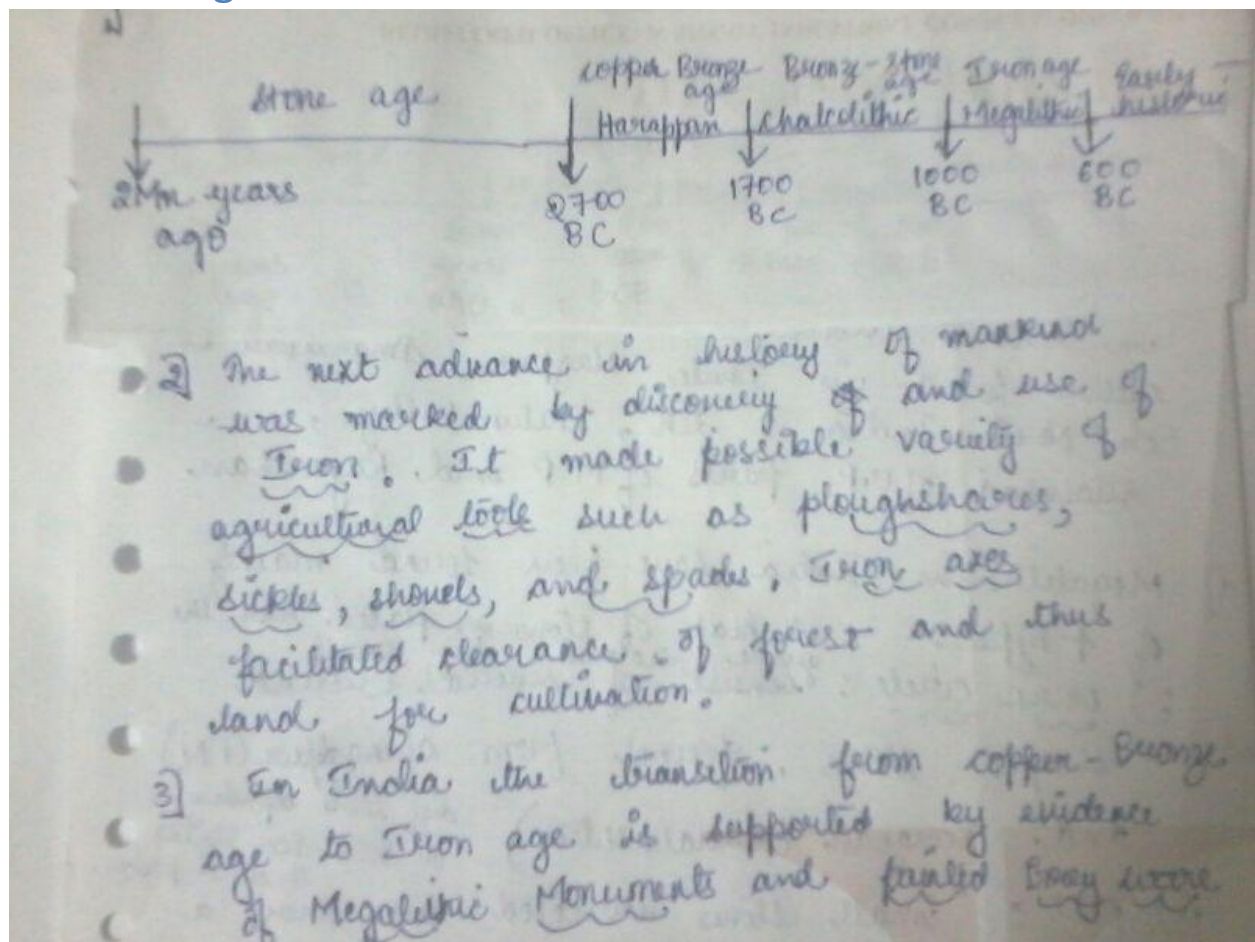 copper Bronze Bronze-stone Iron age Early
Stone age age age historic
Harappan Chalcolithic Megalithic
2Mn years 2700 1700 1000 600
ago BC BC BC BC
2] The next advance in history of mankind
was marked by discovery and use of
Iron. It made possible variety of
agricultural tools such as ploughshares,
sickles, shovels, and spades. Iron axes
facilitated clearance of forest and thus
land for cultivation.
3] In India the transition from copper-Bronze
age to Iron age is supported by evidence
of Megalithic Monuments and painted Grey ware